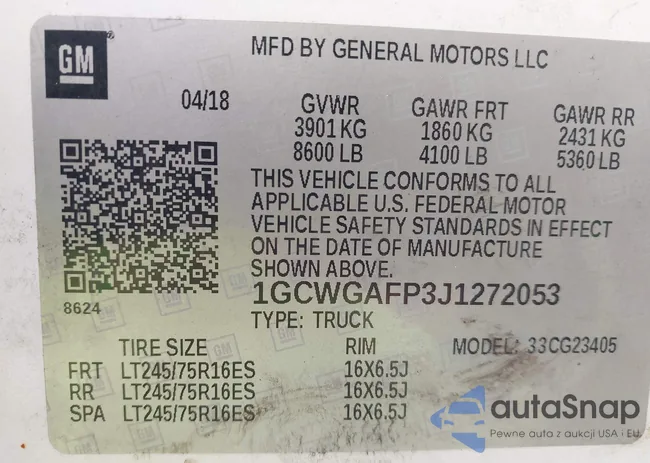 GM
MFD BY GENERAL MOTORS LLC
04/18
GVWR GAWR FRT GAWR RR
3901 KG 1860 KG 2431 KG
8600 LB 4100 LB 5360 LB
THIS VEHICLE CONFORMS TO ALL
APPLICABLE U.S. FEDERAL MOTOR
VEHICLE SAFETY STANDARDS IN EFFECT
ON THE DATE OF MANUFACTURE
SHOWN ABOVE.
8624
1GCWGAFP3J1272053
TYPE: TRUCK
TIRE SIZE RIM MODEL: 33CG23405
FRT LT245/75R16ES 16X6.5J
RR LT245/75R16ES 16X6.5J
SPA LT245/75R16ES 16X6.5J
autaSnap
Pewne auta z aukcji USA i EU